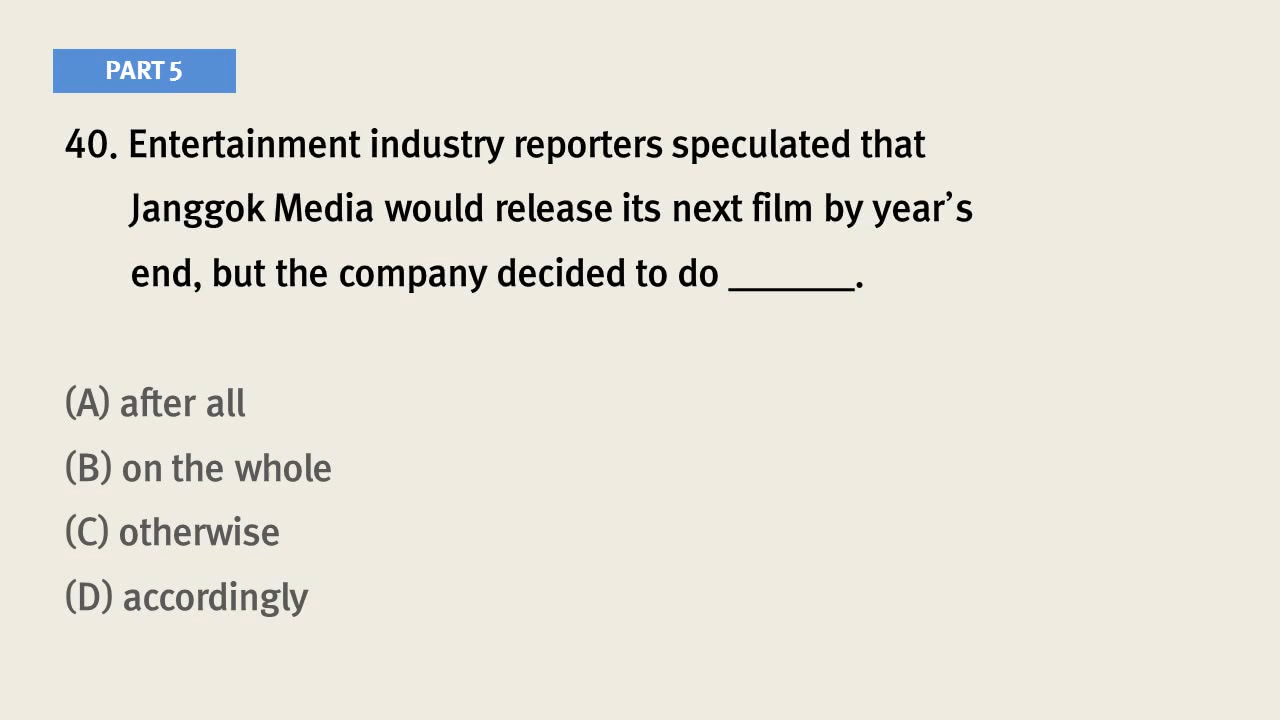 PART 5
40. Entertainment industry reporters speculated that
Janggok Media would release its next film by year’s
end, but the company decided to do _______.
(A) after all
(B) on the whole
(C) otherwise
(D) accordingly